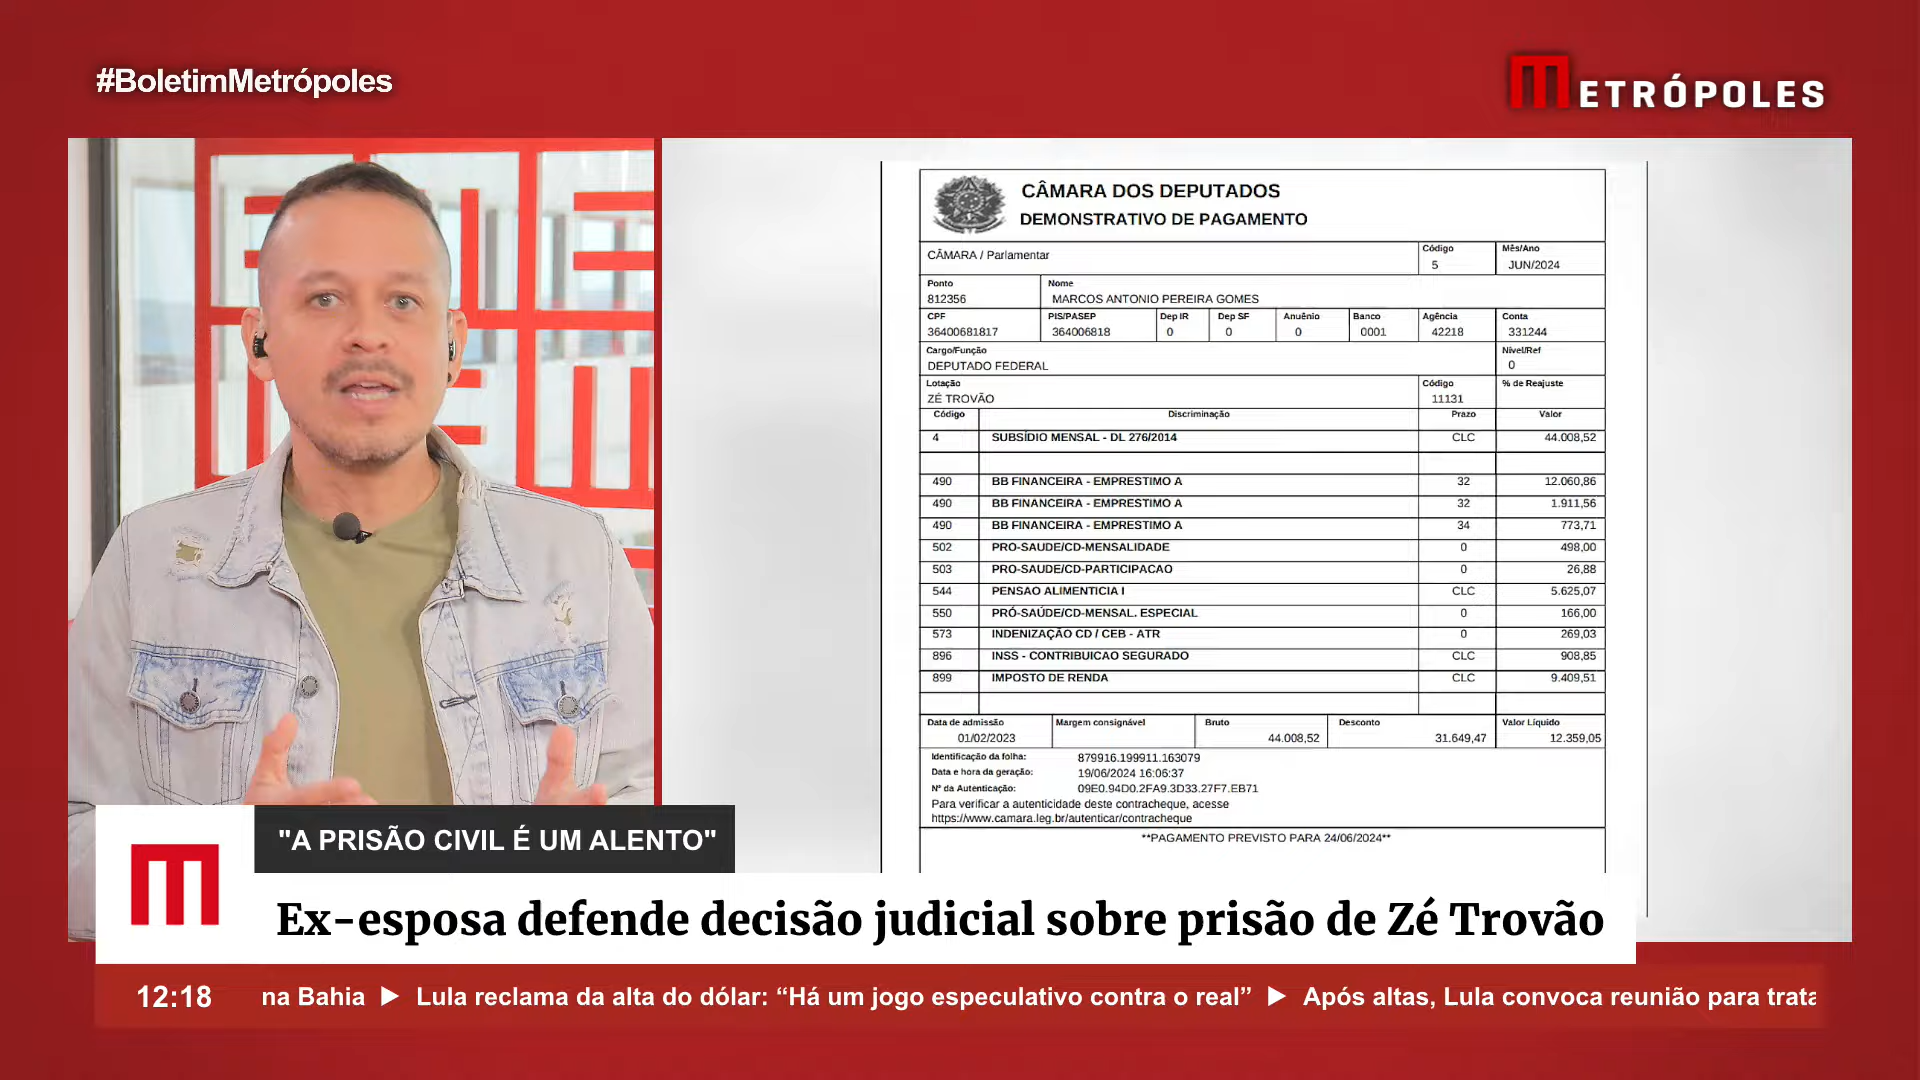 #BoletimMetrópoles
METRÓPOLES
CÂMARA DOS DEPUTADOS
DEMONSTRATIVO DE PAGAMENTO
CÂMARA / Parlamentar
Código
5
Mês/Ano
JUN/2024
Ponto
812356
Nome
MARCOS ANTONIO PEREIRA GOMES
CPF PIS/PASEP Dep IR Dep SF Anuênio Banco Agência Conta
36400681817 364006818 0 0 0 0001 42218 331244
Cargo/Função Nível/Ref
DEPUTADO FEDERAL 0
Lotação Código % de Reajuste
ZÉ TROVÃO 11131
Código Discriminação Prazo Valor
4 SUBSÍDIO MENSAL - DL 276/2014 CLC 44.008,52
490 BB FINANCEIRA - EMPRESTIMO A 32 12.060,86
490 BB FINANCEIRA - EMPRESTIMO A 32 1.911,56
490 BB FINANCEIRA - EMPRESTIMO A 34 773,71
502 PRO-SAUDE/CD-MENSALIDADE 0 498,00
503 PRO-SAUDE/CD-PARTICIPACAO 0 26,88
544 PENSAO ALIMENTICIA I CLC 5.625,07
550 PRÓ-SAÚDE/CD-MENSAL. ESPECIAL 0 166,00
573 INDENIZAÇÃO CD / CEB - ATR 0 269,03
896 INSS - CONTRIBUICAO SEGURADO CLC 908,85
899 IMPOSTO DE RENDA CLC 9.409,51
Data de admissão Margem consignável Bruto Desconto Valor Líquido
01/02/2023 44.008,52 31.649,47 12.359,05
Identificação da folha: 879916.199911.163079
Data e hora da geração: 19/06/2024 16:06:37
Nº da Autenticação: 09E0.94D0.2FA9.3D33.27F7.EB71
Para verificar a autenticidade deste contracheque, acesse
https://www.camara.leg.br/autenticar/contracheque
**PAGAMENTO PREVISTO PARA 24/06/2024**
"A PRISÃO CIVIL É UM ALENTO"
Ex-esposa defende decisão judicial sobre prisão de Zé Trovão
12:18 na Bahia ▶ Lula reclama da alta do dólar: “Há um jogo especulativo contra o real” ▶ Após altas, Lula convoca reunião para trata